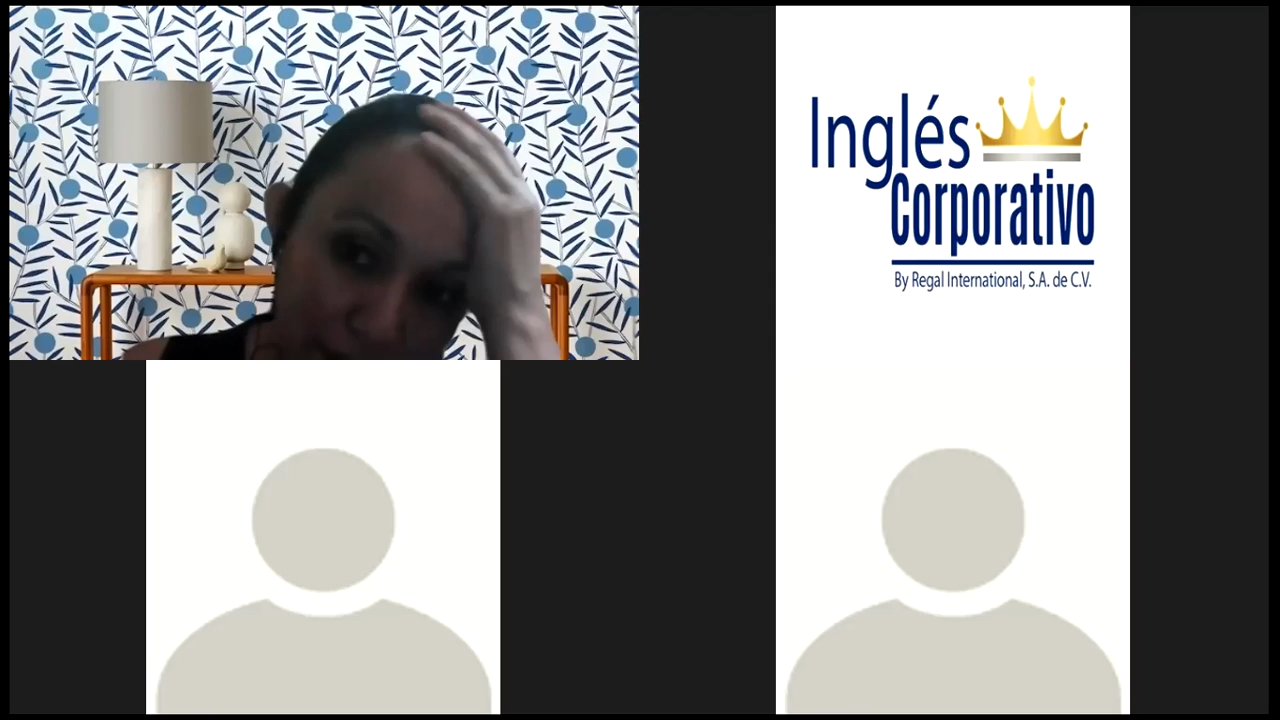 Inglés
Corporativo
By Regal International, S.A. de C.V.